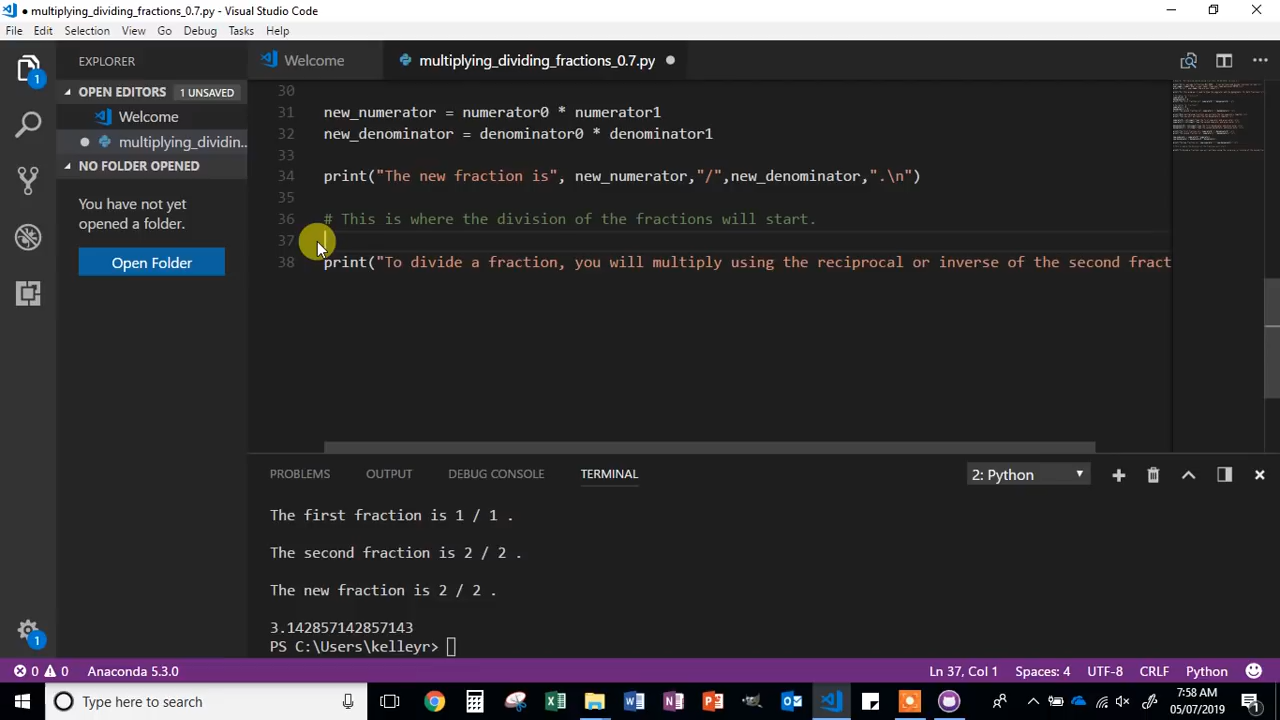 ● multiplying_dividing_fractions_0.7.py - Visual Studio Code
File Edit Selection View Go Debug Tasks Help
EXPLORER
Welcome
multiplying_dividing_fractions_0.7.py ●
OPEN EDITORS 1 UNSAVED
Welcome
multiplying_dividin...
NO FOLDER OPENED
You have not yet
opened a folder.
Open Folder
1
30
31 new_numerator = numerator0 * numerator1
32 new_denominator = denominator0 * denominator1
33
34 print("The new fraction is", new_numerator,"/",new_denominator,".\n")
35
36 # This is where the division of the fractions will start.
37
38 print("To divide a fraction, you will multiply using the reciprocal or inverse of the second fract
PROBLEMS OUTPUT DEBUG CONSOLE TERMINAL 2: Python
The first fraction is 1 / 1 .
The second fraction is 2 / 2 .
The new fraction is 2 / 2 .
3.142857142857143
PS C:\Users\kelleyr>
1
0 0 Anaconda 5.3.0 Ln 37, Col 1 Spaces: 4 UTF-8 CRLF Python
Type here to search
7:58 AM
05/07/2019